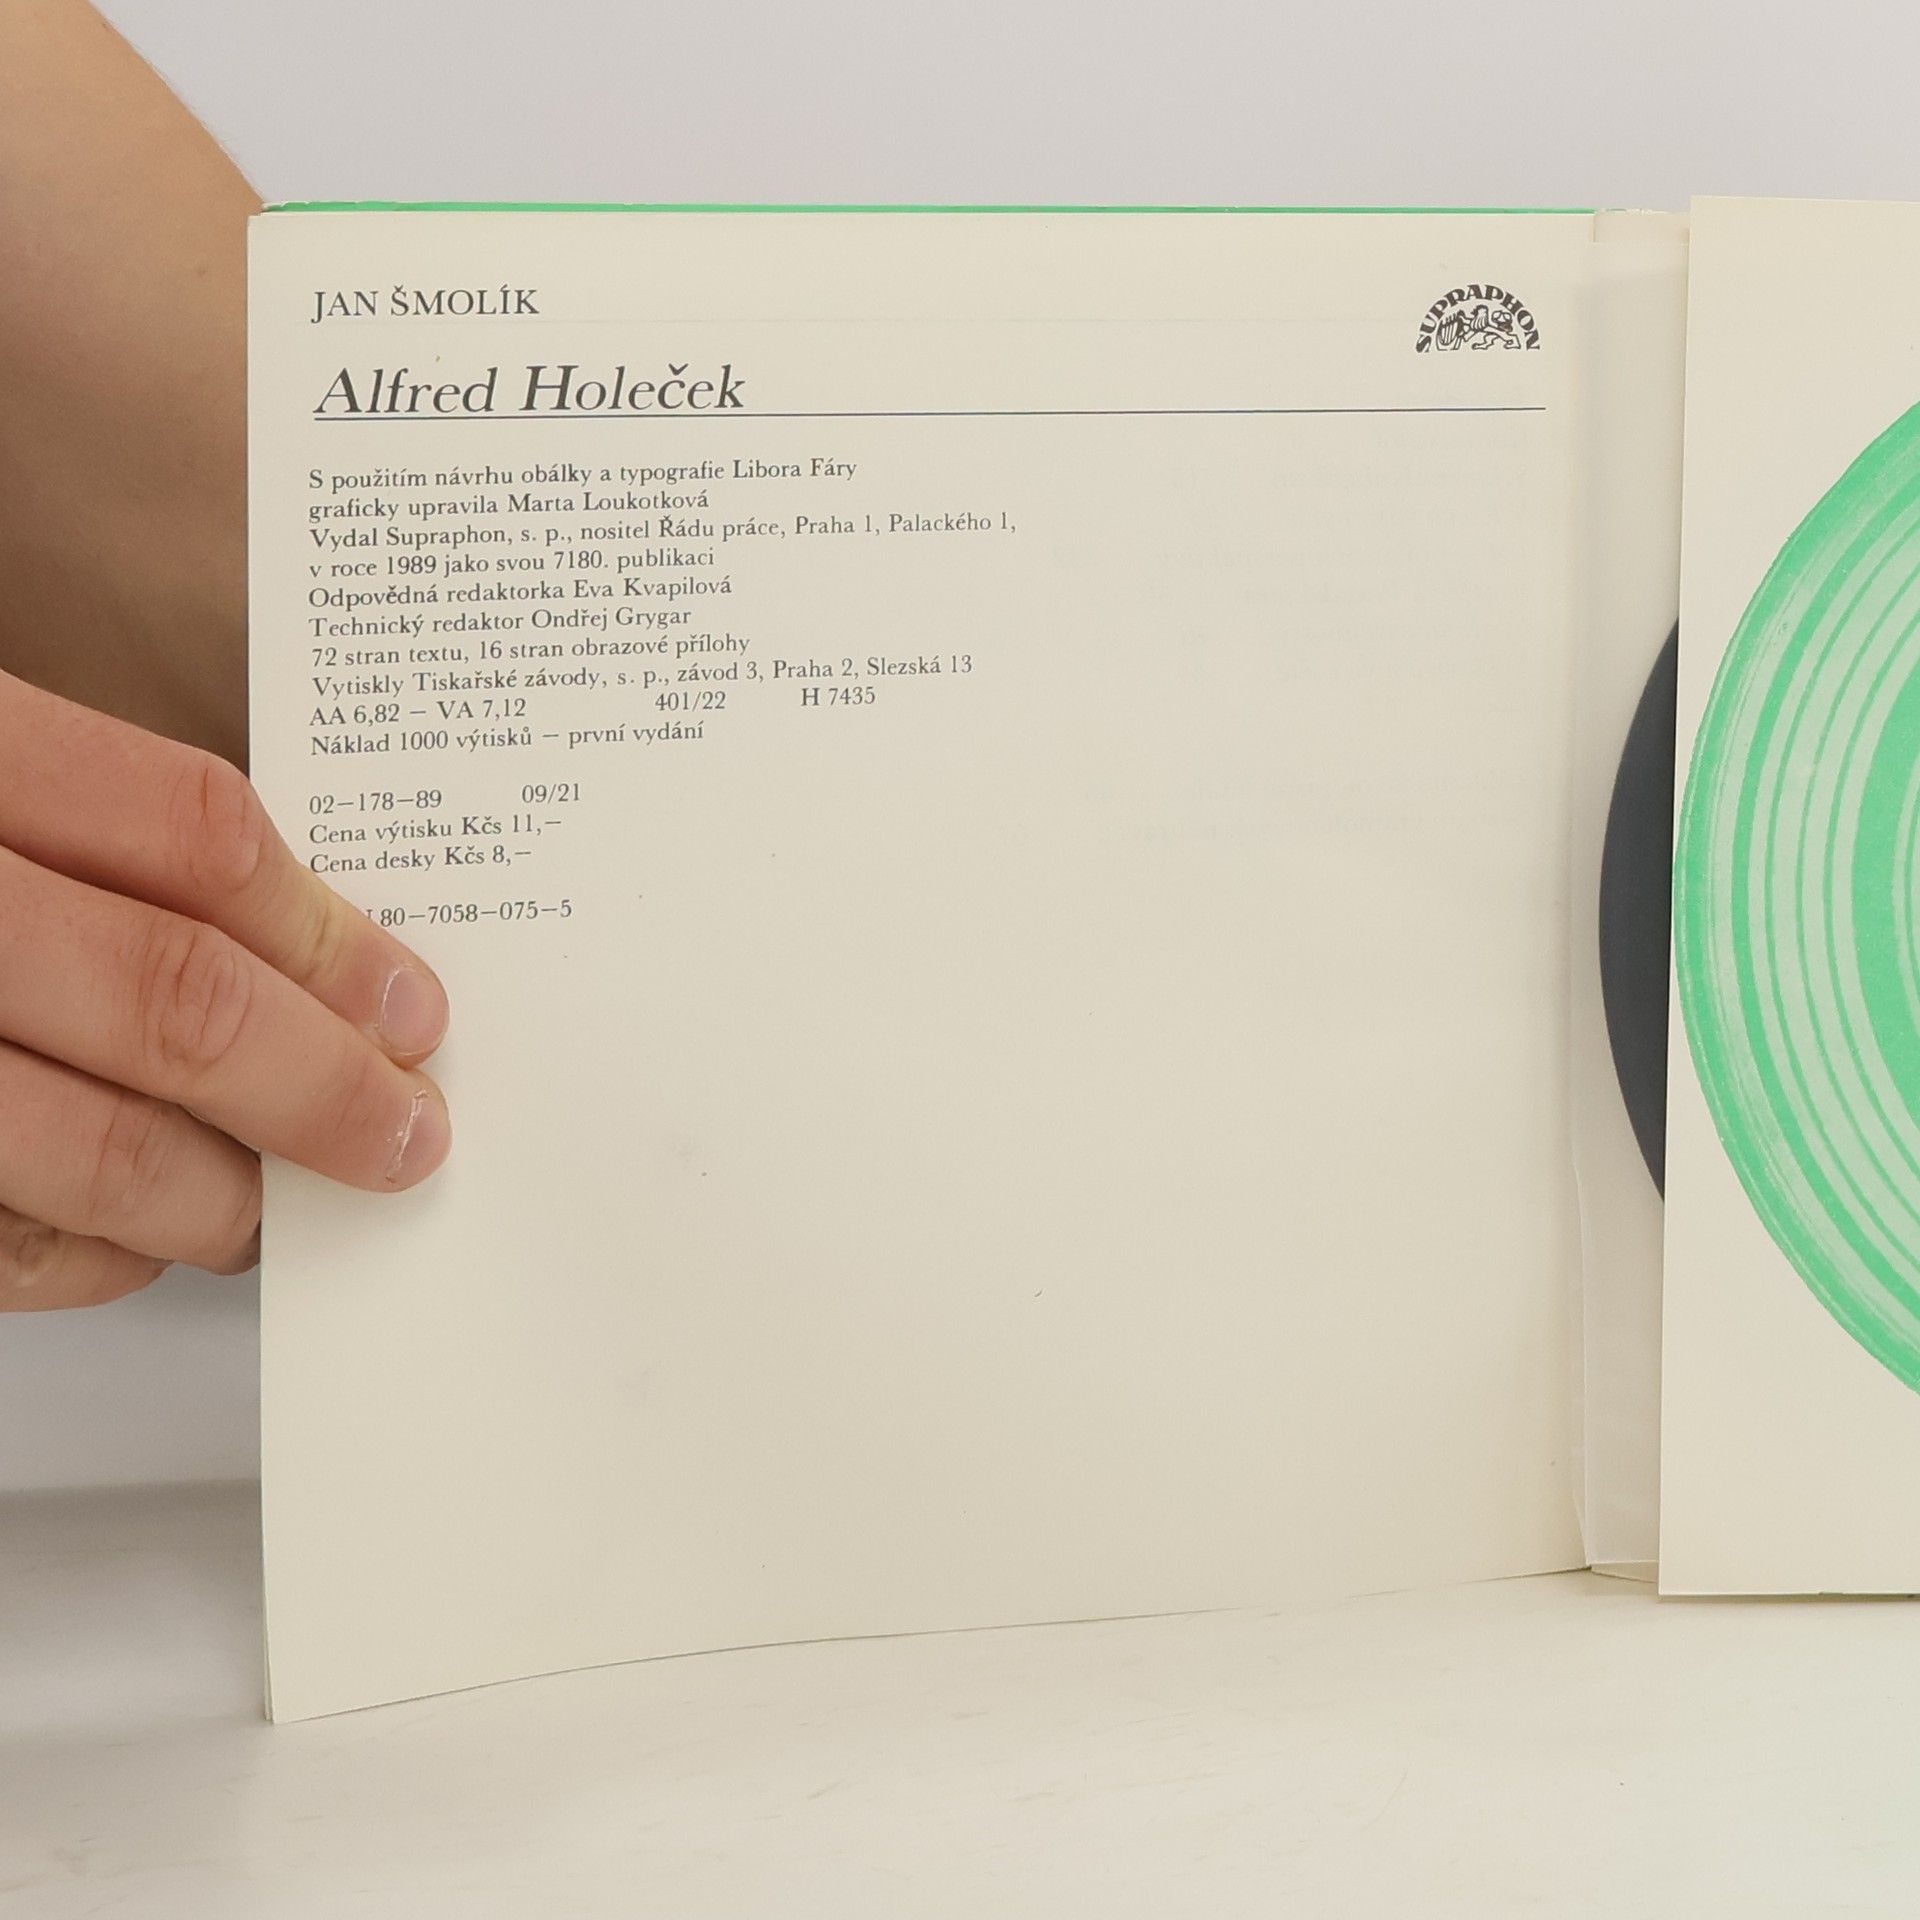 JAN ŠMOLÍK
SUPRAPHON
Alfred Holeček
S použitím návrhu obálky a typografie Libora Fáry
graficky upravila Marta Loukotková
Vydal Supraphon, s. p., nositel Řádu práce, Praha 1, Palackého 1,
v roce 1989 jako svou 7180. publikaci
Odpovědná redaktorka Eva Kvapilová
Technický redaktor Ondřej Grygar
72 stran textu, 16 stran obrazové přílohy
Vytiskly Tiskařské závody, s. p., závod 3, Praha 2, Slezská 13
AA 6,82 — VA 7,12 401/22 H 7435
Náklad 1000 výtisků — první vydání
02—178—89 09/21
Cena výtisku Kčs 11,—
Cena desky Kčs 8,—
80—7058—075—5